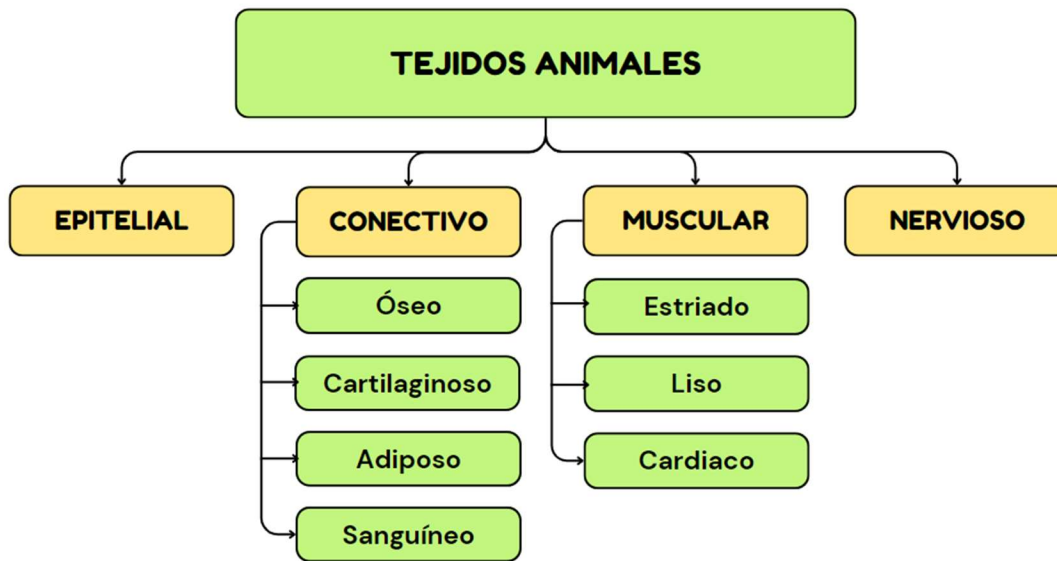 TEJIDOS ANIMALES
EPITELIAL
CONECTIVO
MUSCULAR
NERVIOSO
Óseo
Cartilaginoso
Adiposo
Sanguíneo
Estriado
Liso
Cardiaco